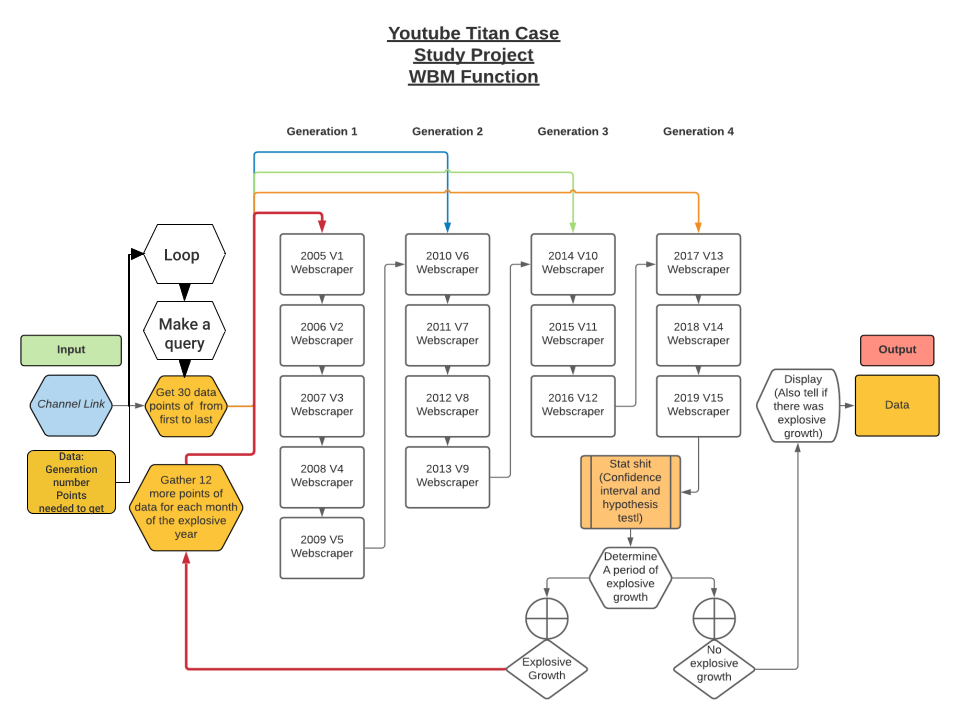 Youtube Titan Case
Study Project
WBM Function
Generation 1
Generation 2
Generation 3
Generation 4
Loop
Make a
query
Input
Channel Link
Get 30 data
points of from
first to last
Data:
Generation
number
Points
needed to get
Gather 12
more points of
data for each month
of the explosive
year
2005 V1
Webscraper
2006 V2
Webscraper
2007 V3
Webscraper
2008 V4
Webscraper
2009 V5
Webscraper
2010 V6
Webscraper
2011 V7
Webscraper
2012 V8
Webscraper
2013 V9
Webscraper
2014 V10
Webscraper
2015 V11
Webscraper
2016 V12
Webscraper
2017 V13
Webscraper
2018 V14
Webscraper
2019 V15
Webscraper
Stat shit
(Confidence
interval and
hypothesis
test!)
Determine
A period of
explosive
growth
Explosive
Growth
No
explosive
growth
Display
(Also tell if
there was
explosive
growth)
Output
Data